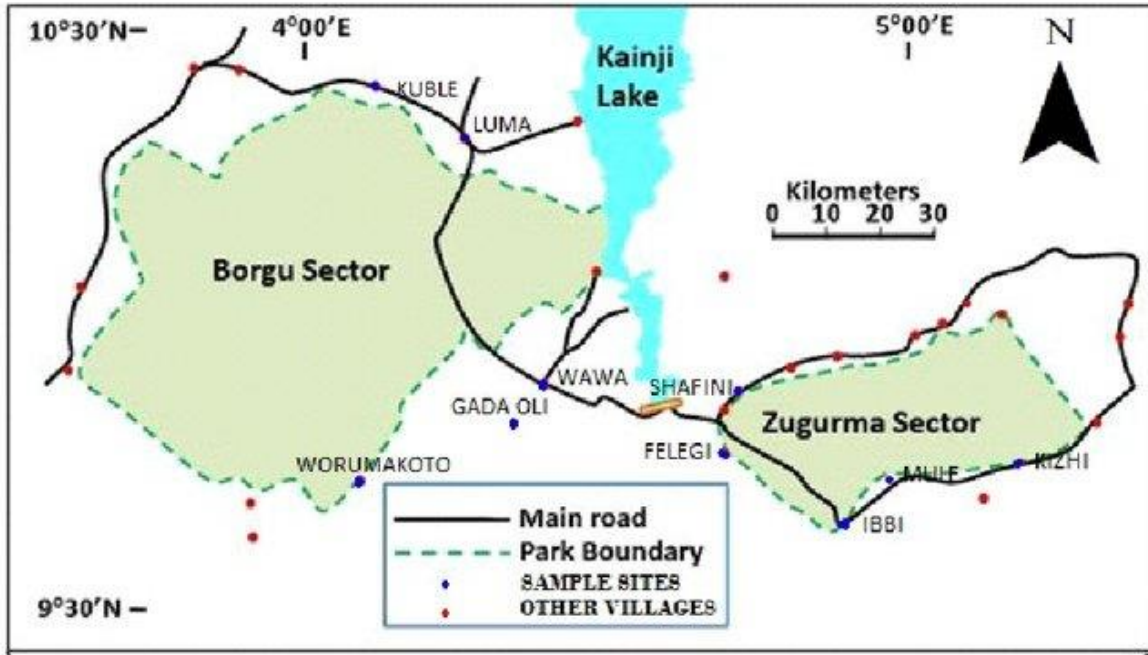 10°30'N
4°00'E
5°00'E
N
Kainji
Lake
KUBLE
LUMA
Kilometers
0 10 20 30
Borgu Sector
WAWA
SHAFINI
GADA OLI
Zugurma Sector
FELEGI
WORUMAKOTO
KIZHI
IBBI
Main road
Park Boundary
SAMPLE SITES
OTHER VILLAGES
9°30'N